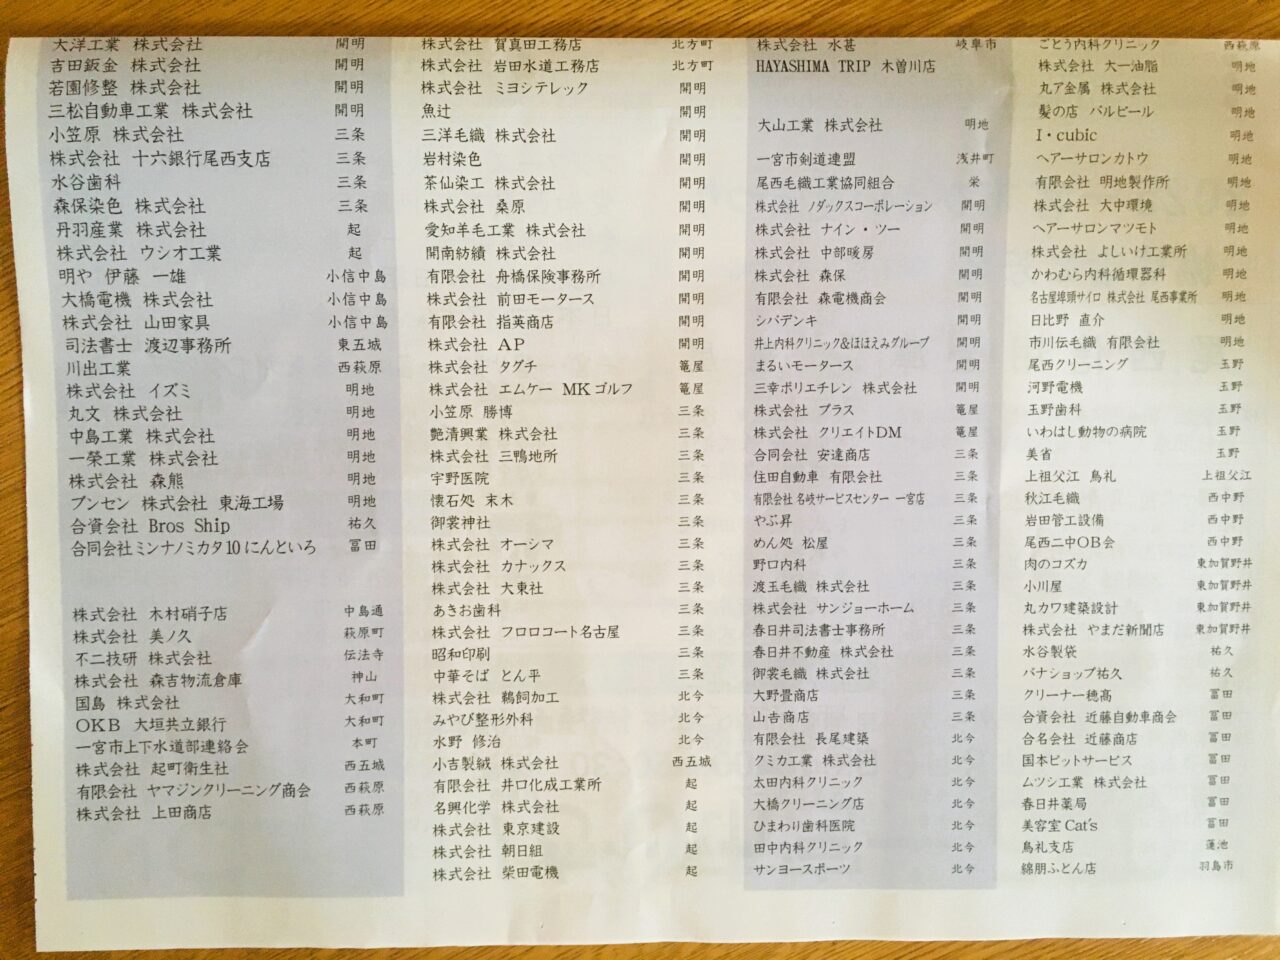 大洋工業 株式会社 開明
吉田鈑金 株式会社 開明
若園修整 株式会社 開明
三松自動車工業 株式会社 開明
小笠原 株式会社 三条
株式会社 十六銀行尾西支店 三条
水谷歯科 三条
森保染色 株式会社 三条
丹羽産業 株式会社 起
株式会社 ウシオ工業 起
明や 伊藤 一雄 小信中島
大橋電機 株式会社 小信中島
株式会社 山田家具 小信中島
司法書士 渡辺事務所 東五城
川出工業 西萩原
株式会社 イズミ 明地
丸文 株式会社 明地
中島工業 株式会社 明地
一榮工業 株式会社 明地
株式会社 森熊 明地
ブンセン 株式会社 東海工場 明地
合資会社 Bros Ship 祐久
合同会社ミンナノミカタ10にんといろ 冨田
株式会社 木村硝子店 中島通
株式会社 美ノ久 萩原町
不二技研 株式会社 伝法寺
株式会社 森吉物流倉庫 神山
国島 株式会社 大和町
OKB 大垣共立銀行 大和町
一宮市上下水道部連絡会 本町
株式会社 起町衛生社 西五城
有限会社 ヤマジンクリーニング商会 西萩原
株式会社 上田商店 西萩原
株式会社 賀真田工務店 北方町
株式会社 岩田水道工務店 北方町
株式会社 ミヨシテレック 開明
魚辻 開明
三洋毛織 株式会社 開明
岩村染色 開明
茶仙染工 株式会社 開明
株式会社 桑原 開明
愛知羊毛工業 株式会社 開明
開南紡績 株式会社 開明
有限会社 舟橋保険事務所 開明
株式会社 前田モータース 開明
有限会社 指英商店 開明
株式会社 AP 開明
株式会社 タグチ 篭屋
株式会社 エムケー MKゴルフ 篭屋
小笠原 勝博 三条
艶清興業 株式会社 三条
株式会社 三鴨地所 三条
宇野医院 三条
懐石処 末木 三条
御裳神社 三条
株式会社 オーシマ 三条
株式会社 カナックス 三条
株式会社 大東社 三条
あきお歯科 三条
株式会社 フロロコート名古屋 三条
昭和印刷 三条
中華そば とん平 三条
株式会社 鵜飼加工 北今
みやび整形外科 北今
水野 修治 北今
小吉製絨 株式会社 西五城
有限会社 井口化成工業所 起
名興化学 株式会社 起
株式会社 東京建設 起
株式会社 朝日組 起
株式会社 柴田電機 起
株式会社 水甚 岐阜市
HAYASHIMA TRIP 木曽川店
大山工業 株式会社 明地
一宮市剣道連盟 浅井町
尾西毛織工業協同組合 栄
株式会社 ノダックスコーポレーション 開明
株式会社 ナイン・ツー 開明
株式会社 中部暖房 開明
株式会社 森保 開明
有限会社 森電機商会 開明
シバデンキ 開明
井上内科クリニック&ほほえみグループ 開明
まるいモータース 開明
三幸ポリエチレン 株式会社 開明
株式会社 プラス 篭屋
株式会社 クリエイトDM 篭屋
合同会社 安達商店 三条
住田自動車 有限会社 三条
有限会社 名岐サービスセンター 一宮店 三条
やぶ昇 三条
めん処 松屋 三条
野口内科 三条
渡玉毛織 株式会社 三条
株式会社 サンジョーホーム 三条
春日井司法書士事務所 三条
春日井不動産 株式会社 三条
御裳毛織 株式会社 三条
大野畳商店 三条
山𠮷商店 三条
有限会社 長尾建築 北今
クミカ工業 株式会社 北今
太田内科クリニック 北今
大橋クリーニング店 北今
ひまわり歯科医院 北今
田中内科クリニック 北今
サンヨースポーツ 北今
ごとう内科クリニック 西萩原
株式会社 大一油脂 明地
丸ア金属 株式会社 明地
髪の店 バルビール 明地
I・cubic 明地
ヘアーサロンカトウ 明地
有限会社 明地製作所 明地
株式会社 大中環境 明地
ヘアーサロンマツモト 明地
株式会社 よしいけ工業所 明地
かわむら内科循環器科 明地
名古屋埠頭サイロ 株式会社 尾西事業所 明地
日比野 直介 明地
市川伝毛織 有限会社 明地
尾西クリーニング 玉野
河野電機 玉野
玉野歯科 玉野
いわはし動物の病院 玉野
美省 玉野
上祖父江 鳥礼 上祖父江
秋江毛織 西中野
岩田管工設備 西中野
尾西二中OB会 西中野
肉のコズカ 東加賀野井
小川屋 東加賀野井
丸カワ建築設計 東加賀野井
株式会社 やまだ新聞店 東加賀野井
水谷製袋 祐久
バナショップ祐久 祐久
クリーナー穂高 冨田
合資会社 近藤自動車商会 冨田
合名会社 近藤商店 冨田
国本ビットサービス 冨田
ムツシ工業 株式会社 冨田
春日井薬局 冨田
美容室 Cat's 冨田
鳥礼支店 蓮池
綿朋ふとん店 羽島市